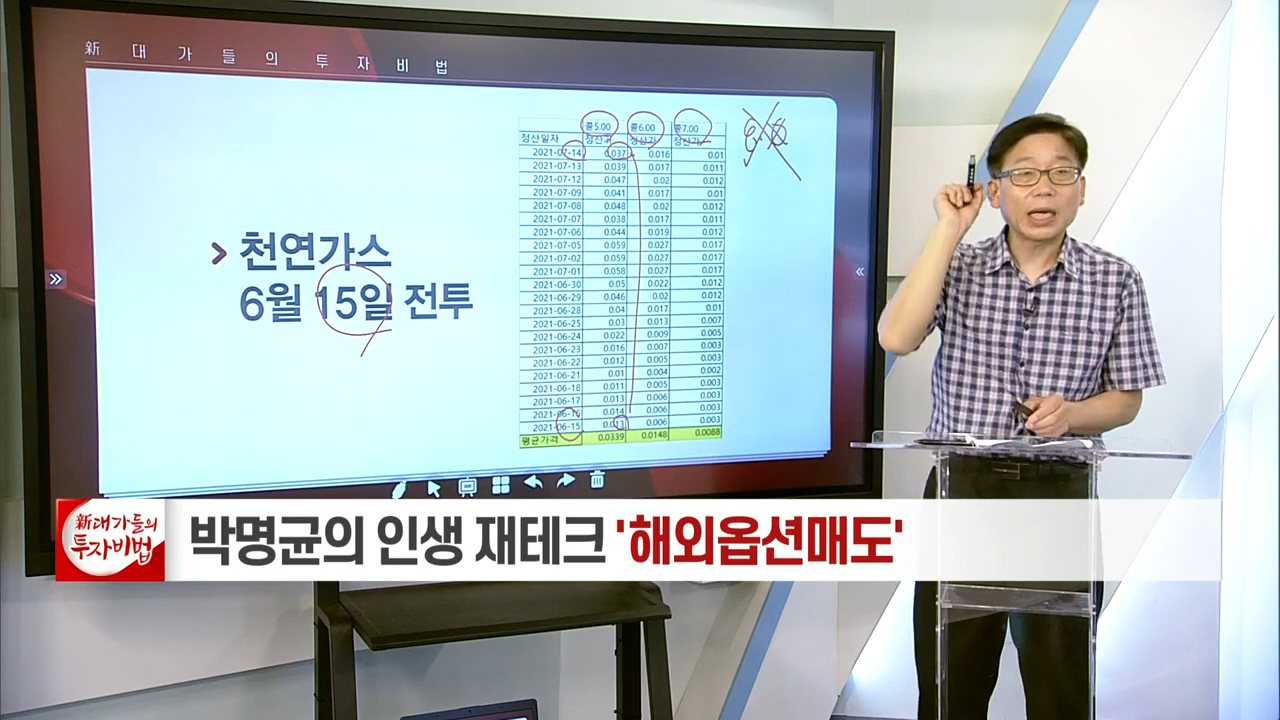 新 대 가 들 의 투 자 비 법
천연가스
6월 15일 전투
콜5.00 콜6.00 콜7.00
정산일자 정산가 정산가 정산가
2021-07-14 0.037 0.016 0.01
2021-07-13 0.039 0.017 0.011
2021-07-12 0.047 0.02 0.012
2021-07-09 0.041 0.017 0.01
2021-07-08 0.048 0.02 0.012
2021-07-07 0.038 0.017 0.011
2021-07-06 0.044 0.019 0.012
2021-07-05 0.059 0.027 0.017
2021-07-02 0.059 0.027 0.017
2021-07-01 0.058 0.027 0.017
2021-06-30 0.05 0.022 0.012
2021-06-29 0.046 0.02 0.012
2021-06-28 0.04 0.017 0.01
2021-06-25 0.03 0.013 0.007
2021-06-24 0.022 0.009 0.005
2021-06-23 0.016 0.007 0.003
2021-06-22 0.012 0.005 0.003
2021-06-21 0.01 0.004 0.002
2021-06-18 0.011 0.005 0.003
2021-06-17 0.013 0.006 0.003
2021-06-16 0.014 0.006 0.003
2021-06-15 0.013 0.006 0.003
평균가격 0.0339 0.0148 0.0088
新대가들의
투자비법
박명균의 인생 재테크 '해외옵션매도'